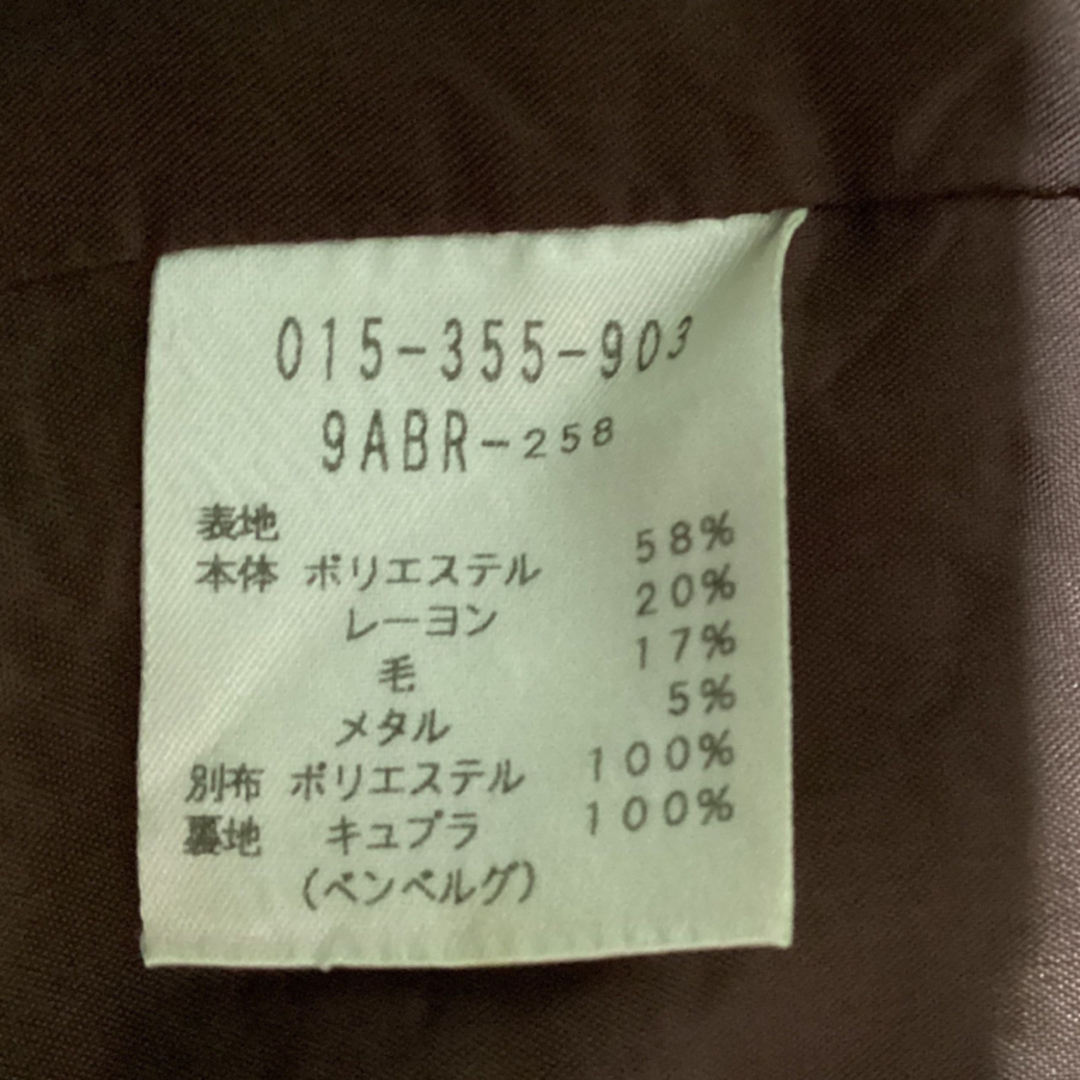 015-355-903
9ABR-258
表地
本体 ポリエステル 58%
レーヨン 20%
毛 17%
メタル 5%
別布 ポリエステル 100%
裏地 キュプラ 100%
(ベンベルグ)